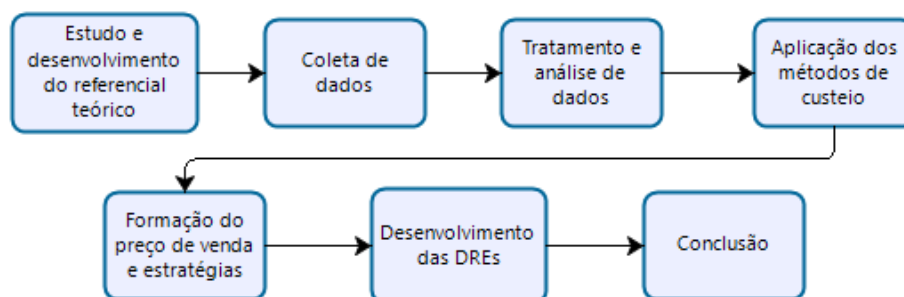 Estudo e
desenvolvimento
do referencial
teórico
Coleta de
dados
Tratamento e
análise de
dados
Aplicação dos
métodos de
custeio
Formação do
preço de venda
e estratégias
Desenvolvimento
das DREs
Conclusão